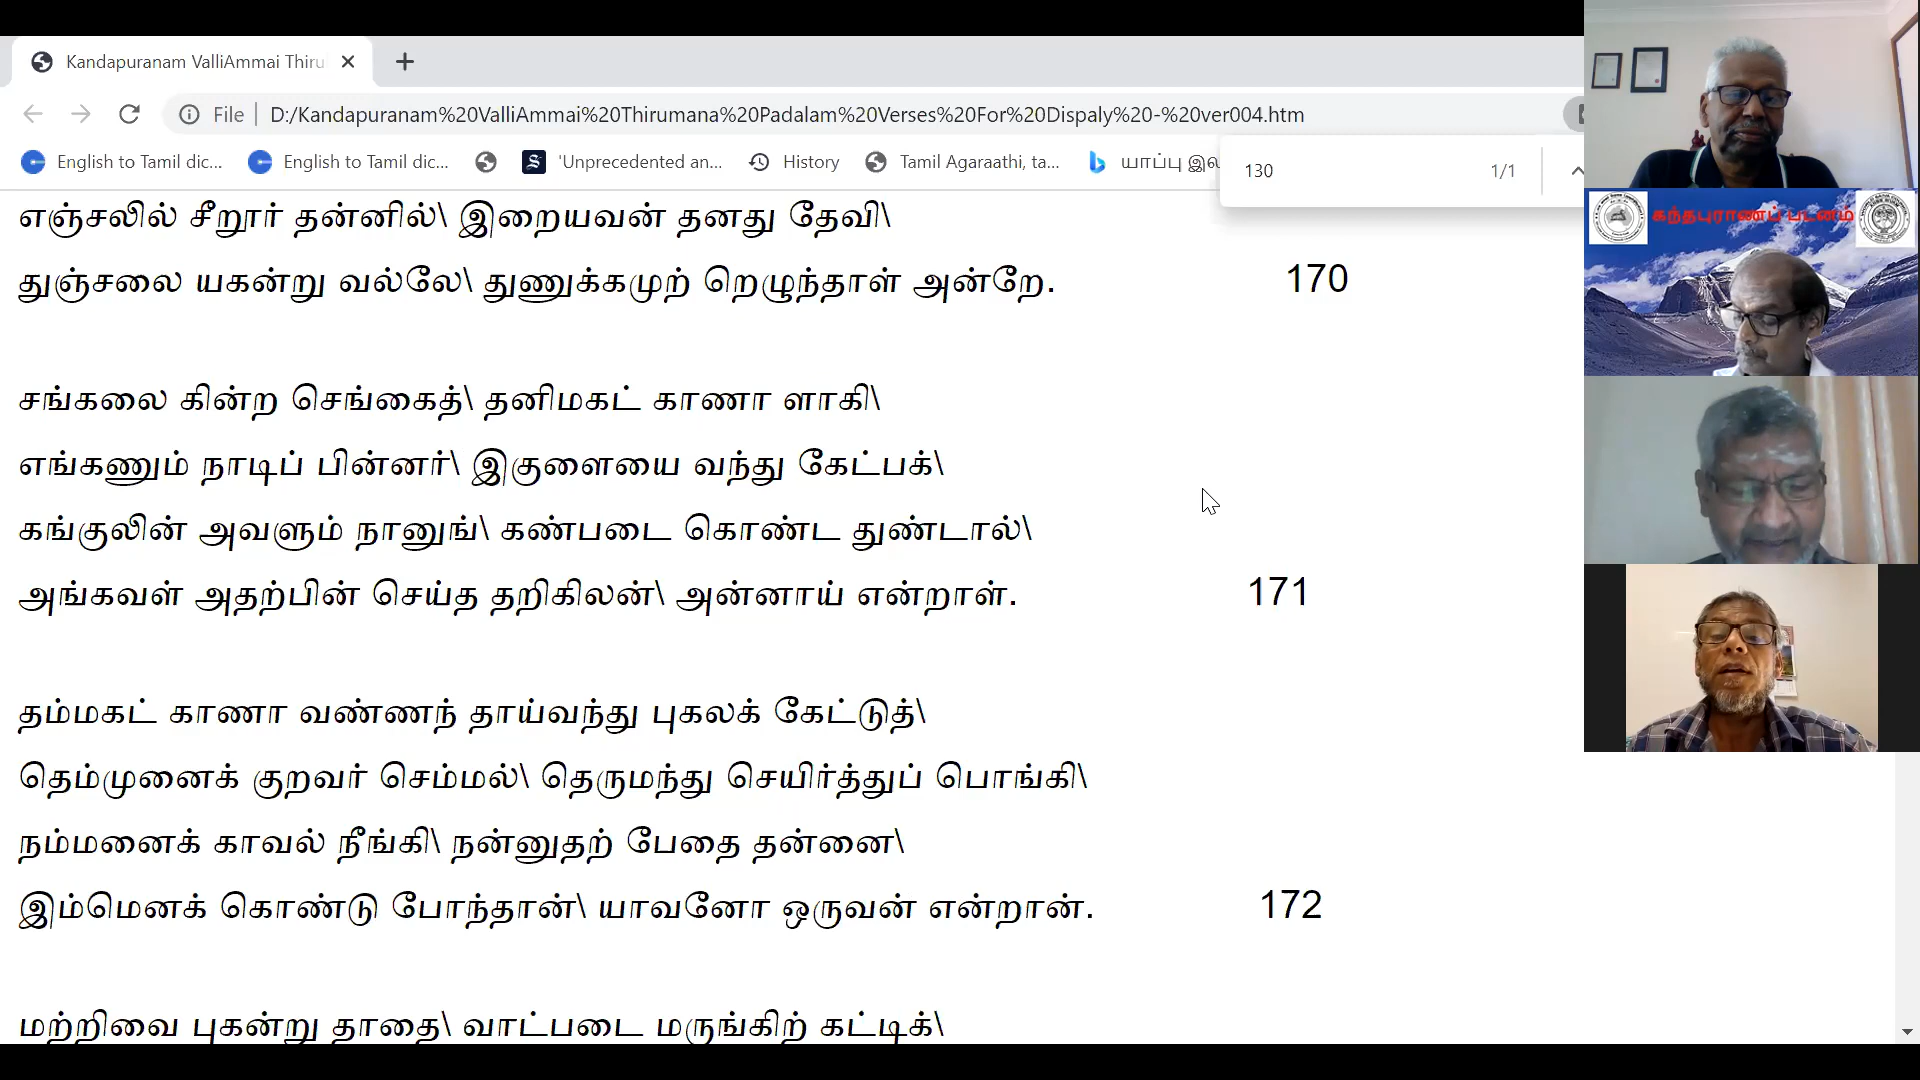 Kandapuranam ValliAmmai Thiru
File D:/Kandapuranam%20ValliAmmai%20Thirumana%20Padalam%20Verses%20For%20Dispaly%20-%20ver004.htm
English to Tamil dic... English to Tamil dic... 'Unprecedented an... History Tamil Agaraathi, ta... யாப்பு
130 1/1
எஞ்சலில் சீறூர் தன்னில்\ இறையவன் தனது தேவி\
துஞ்சலை யகன்று வல்லே\ துணுக்கமுற் றெழுந்தாள் அன்றே. 170
சங்கலை கின்ற செங்கைத்\ தனிமகட் காணா ளாகி\
எங்கணும் நாடிப் பின்னர்\ இகுளையை வந்து கேட்பக்\
கங்குலின் அவளும் நானுங்\ கண்படை கொண்ட துண்டால்\
அங்கவள் அதற்பின் செய்த தறிகிலன்\ அன்னாய் என்றாள். 171
தம்மகட் காணா வண்ணந் தாய்வந்து புகலக் கேட்டுத்\
தெம்முனைக் குறவர் செம்மல்\ தெருமந்து செயிர்த்துப் பொங்கி\
நம்மனைக் காவல் நீங்கி\ நன்னுதற் பேதை தன்னை\
இம்மெனக் கொண்டு போந்தான்\ யாவனோ ஒருவன் என்றான். 172
மற்றிவை புகன்று தாதை\ வாட்படை மருங்கிற் கட்டிக்\
கந்தபுராணப் படனம்